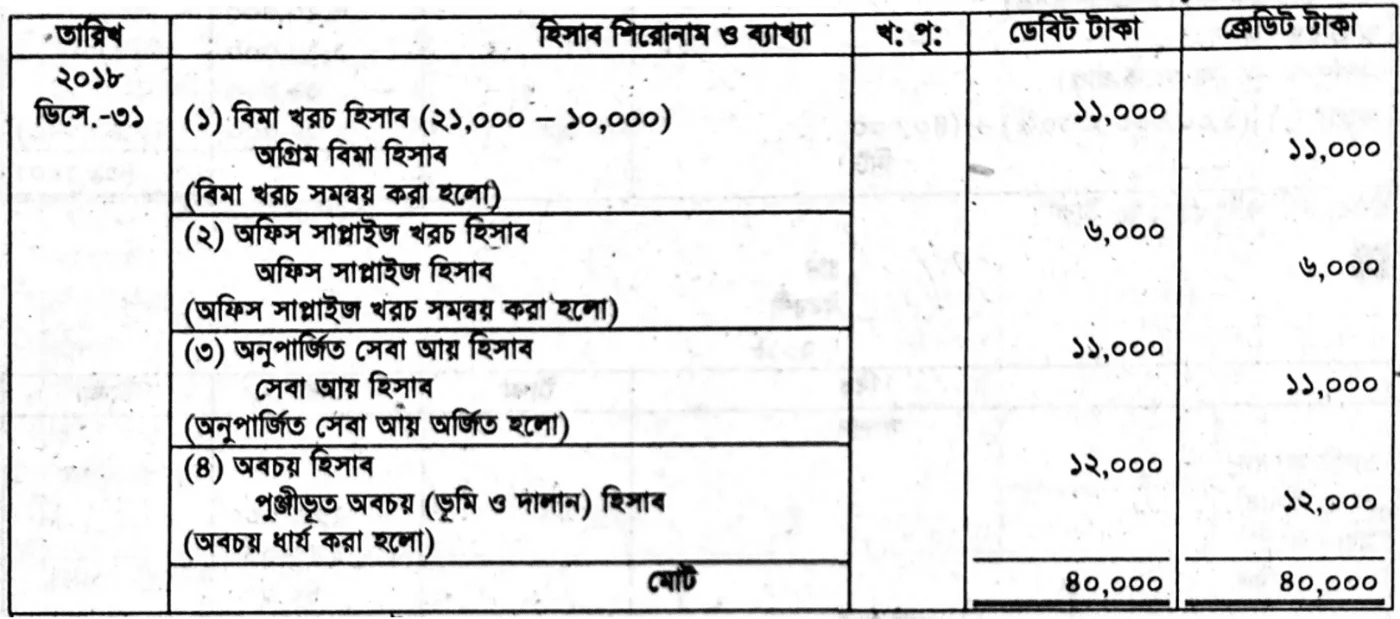 তারিখ হিসাব শিরোনাম ও ব্যাখ্যা খ: পৃ: ডেবিট টাকা ক্রেডিট টাকা
২০১৮
ডিসে.-৩১ (১) বিমা খরচ হিসাব (২১,০০০ – ১০,০০০) ১১,০০০
অগ্রিম বিমা হিসাব ১১,০০০
(বিমা খরচ সমন্বয় করা হলো)
(২) অফিস সাপ্লাইজ খরচ হিসাব ৬,০০০
অফিস সাপ্লাইজ হিসাব ৬,০০০
(অফিস সাপ্লাইজ খরচ সমন্বয় করা হলো)
(৩) অনুপার্জিত সেবা আয় হিসাব ১১,০০০
সেবা আয় হিসাব ১১,০০০
(অনুপার্জিত সেবা আয় অর্জিত হলো)
(৪) অবচয় হিসাব ১২,০০০
পুঞ্জীভূত অবচয় (ভূমি ও দালান) হিসাব ১২,০০০
(অবচয় ধার্য করা হলো)
মোট ৪০,০০০ ৪০,০০০